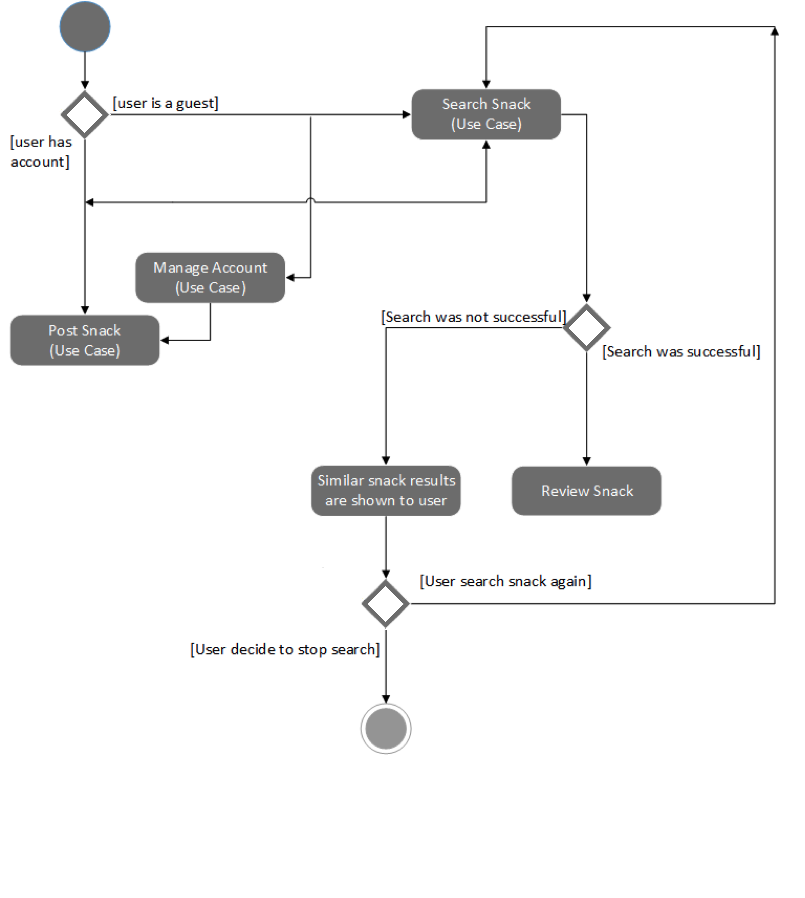 [user is a guest]
Search Snack
(Use Case)
[user has
account]
Manage Account
(Use Case)
Post Snack
(Use Case)
[Search was not successful]
[Search was successful]
Similar snack results
are shown to user
Review Snack
[User search snack again]
[User decide to stop search]